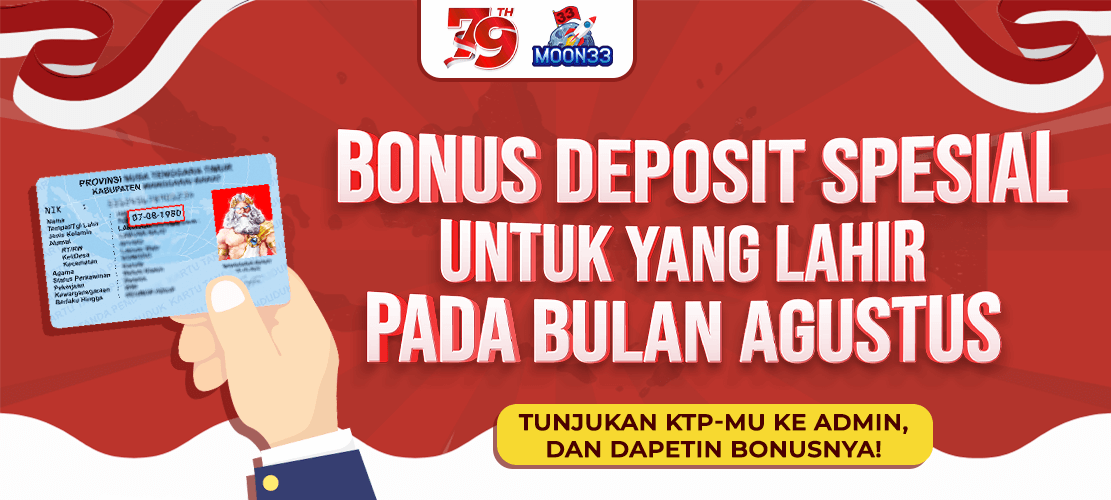 79TH
33
MOON33
BONUS DEPOSIT SPESIAL
UNTUK YANG LAHIR
PADA BULAN AGUSTUS
PROVINSI
KABUPATEN
NIK :
Nama
Tempat/Tgl Lahir : 07-08-1980
Jenis Kelamin
Alamat
RT/RW
Kel/Desa
Kecamatan
Agama
Status Perkawinan
Pekerjaan
Kewarganegaraan
Berlaku Hingga
TUNJUKAN KTP-MU KE ADMIN,
DAN DAPETIN BONUSNYA!